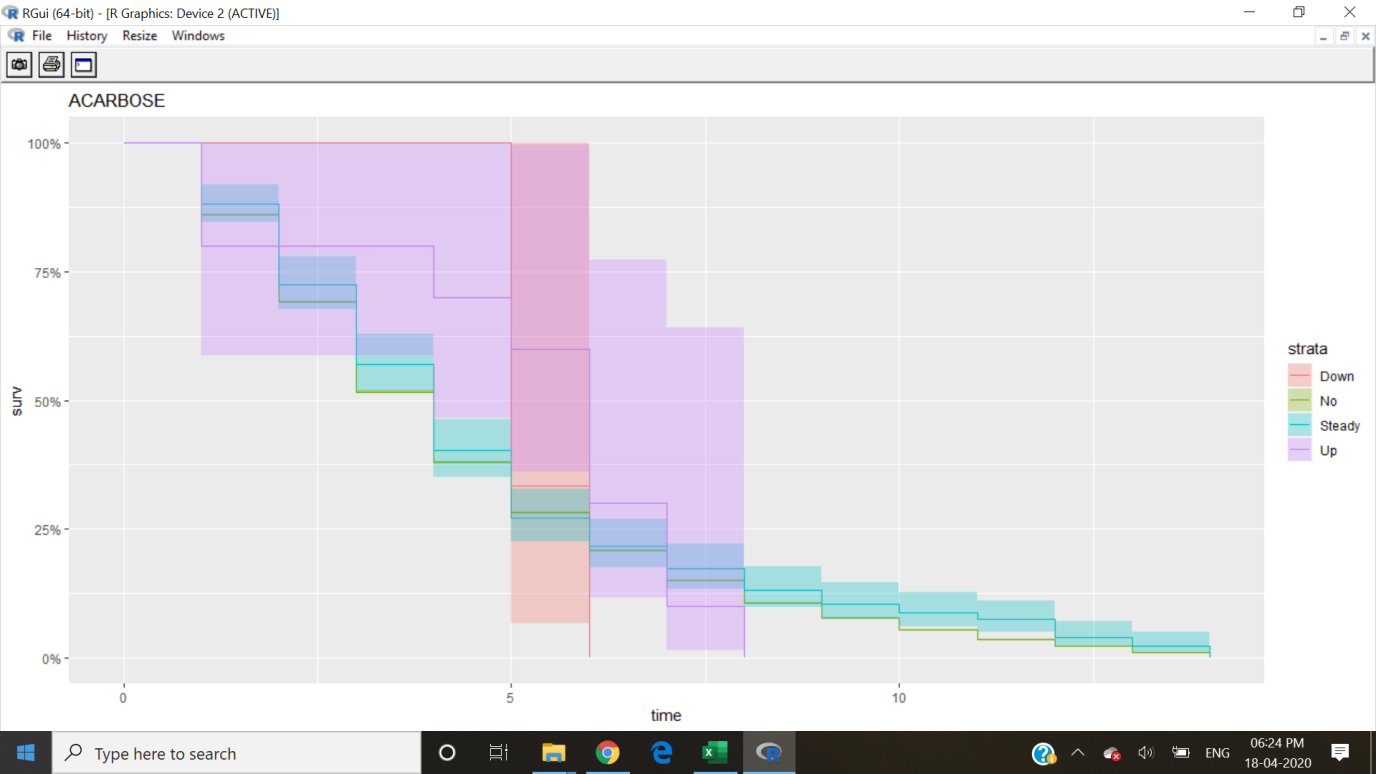 RGui (64-bit) - [R Graphics: Device 2 (ACTIVE)]
File History Resize Windows
ACARBOSE
100%
75%
50%
25%
0%
surv
0 5 10
time
strata
Down
No
Steady
Up
Type here to search
ENG
06:24 PM
18-04-2020